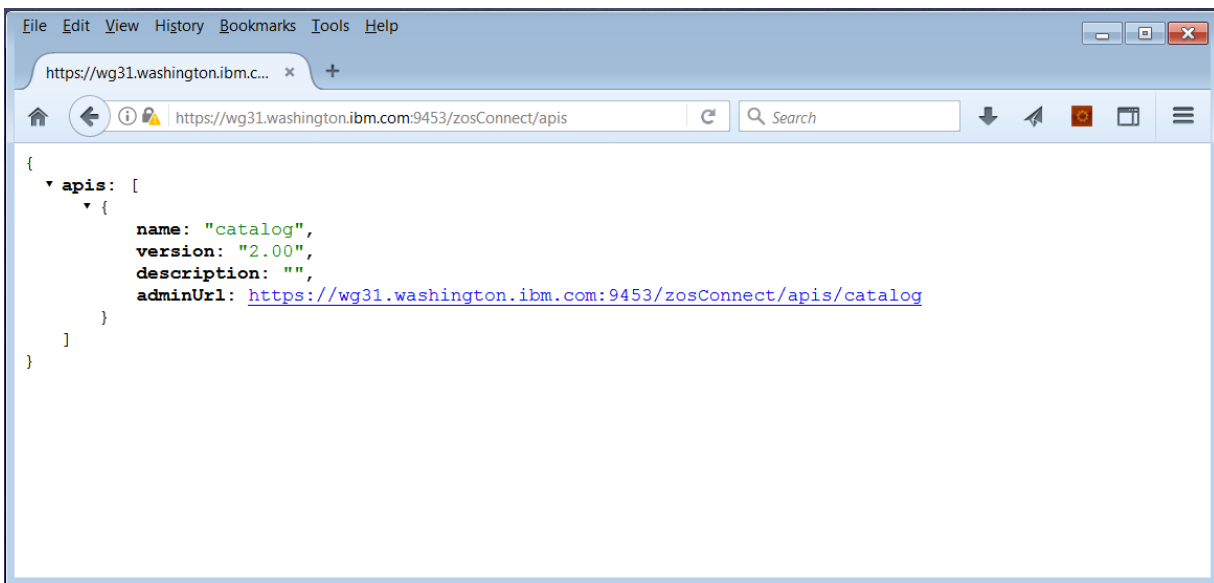 File Edit View History Bookmarks Tools Help
https://wg31.washington.ibm.c... × +
https://wg31.washington.ibm.com:9453/zosConnect/apis Search
{
apis: [
{
name: "catalog",
version: "2.00",
description: "",
adminUrl: https://wg31.washington.ibm.com:9453/zosConnect/apis/catalog
}
]
}